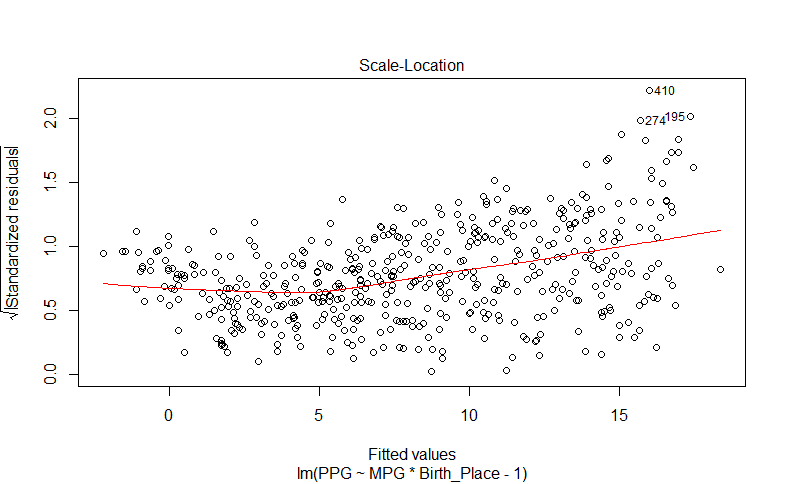 Scale-Location
√|Standardized residuals|
2.0
1.5
1.0
0.5
0.0
410
274
195
0 5 10 15
Fitted values
lm(PPG ~ MPG * Birth_Place - 1)